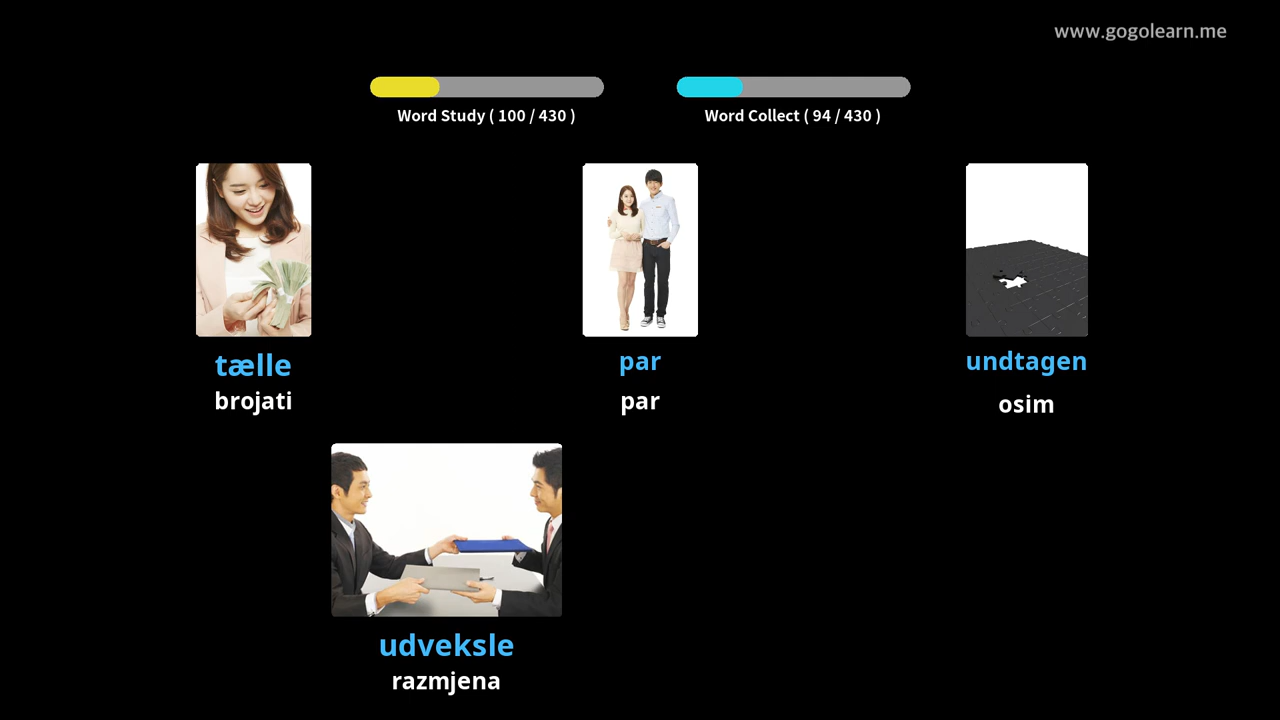 www.gogolearn.me
Word Study ( 100 / 430 )
Word Collect ( 94 / 430 )
tælle
brojati
par
par
undtagen
osim
udveksle
razmjena